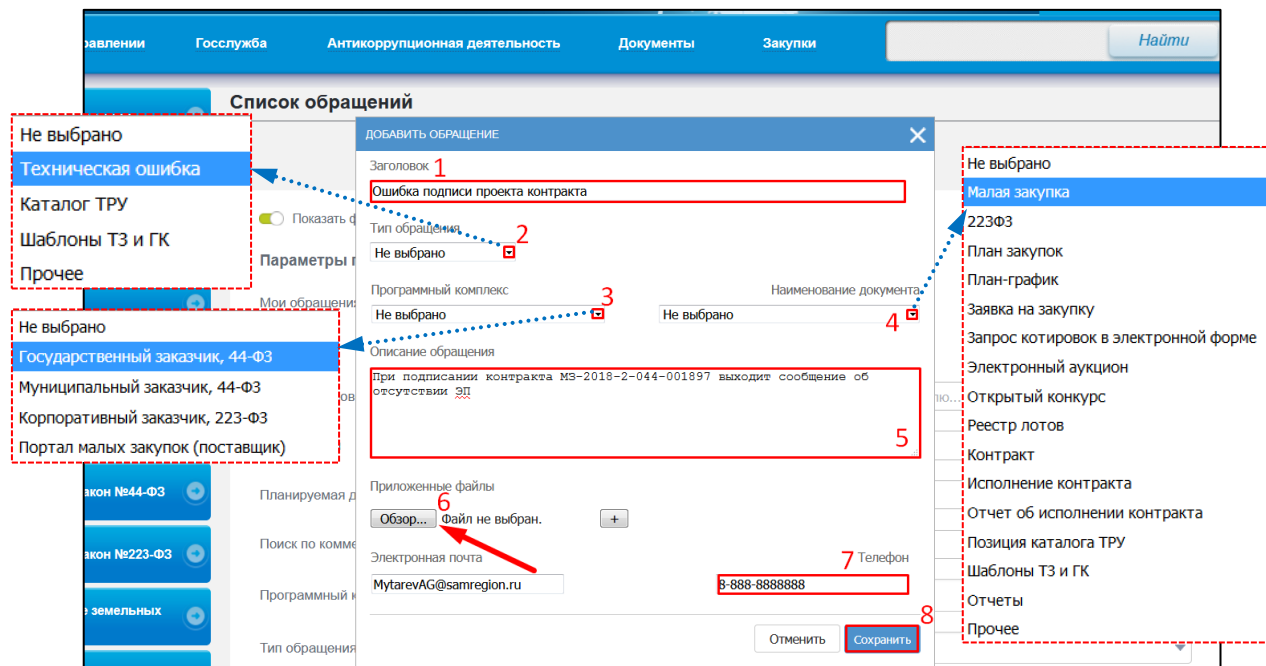 равлении
Госслужба
Антикоррупционная деятельность
Документы
Закупки
Найти
Список обращений
Не выбрано
Техническая ошибка
Каталог ТРУ
Шаблоны ТЗ и ГК
Прочее
Не выбрано
Государственный заказчик, 44-ФЗ
Муниципальный заказчик, 44-ФЗ
Корпоративный заказчик, 223-ФЗ
Портал малых закупок (поставщик)
акон №44-ФЗ
акон №223-ФЗ
земельных
Показать ф
Параметры п
Мои обращения
ов
Планируемая д
Поиск по комме
Программный к
Тип обращения
ДОБАВИТЬ ОБРАЩЕНИЕ
Заголовок 1
Ошибка подписи проекта контракта
Тип обращения
2
Не выбрано
Программный комплекс 3 Наименование документа
Не выбрано Не выбрано 4
Описание обращения
При подписании контракта МЗ-2018-2-044-001897 выходит сообщение об
отсутствии ЭП
5
Приложенные файлы
6
Обзор... Файл не выбран. +
Электронная почта 7 Телефон
MytarevAG@samregion.ru 8-888-8888888
8
Отменить Сохранить
ю...
Не выбрано
Малая закупка
223ФЗ
План закупок
План-график
Заявка на закупку
Запрос котировок в электронной форме
Электронный аукцион
Открытый конкурс
Реестр лотов
Контракт
Исполнение контракта
Отчет об исполнении контракта
Позиция каталога ТРУ
Шаблоны ТЗ и ГК
Отчеты
Прочее